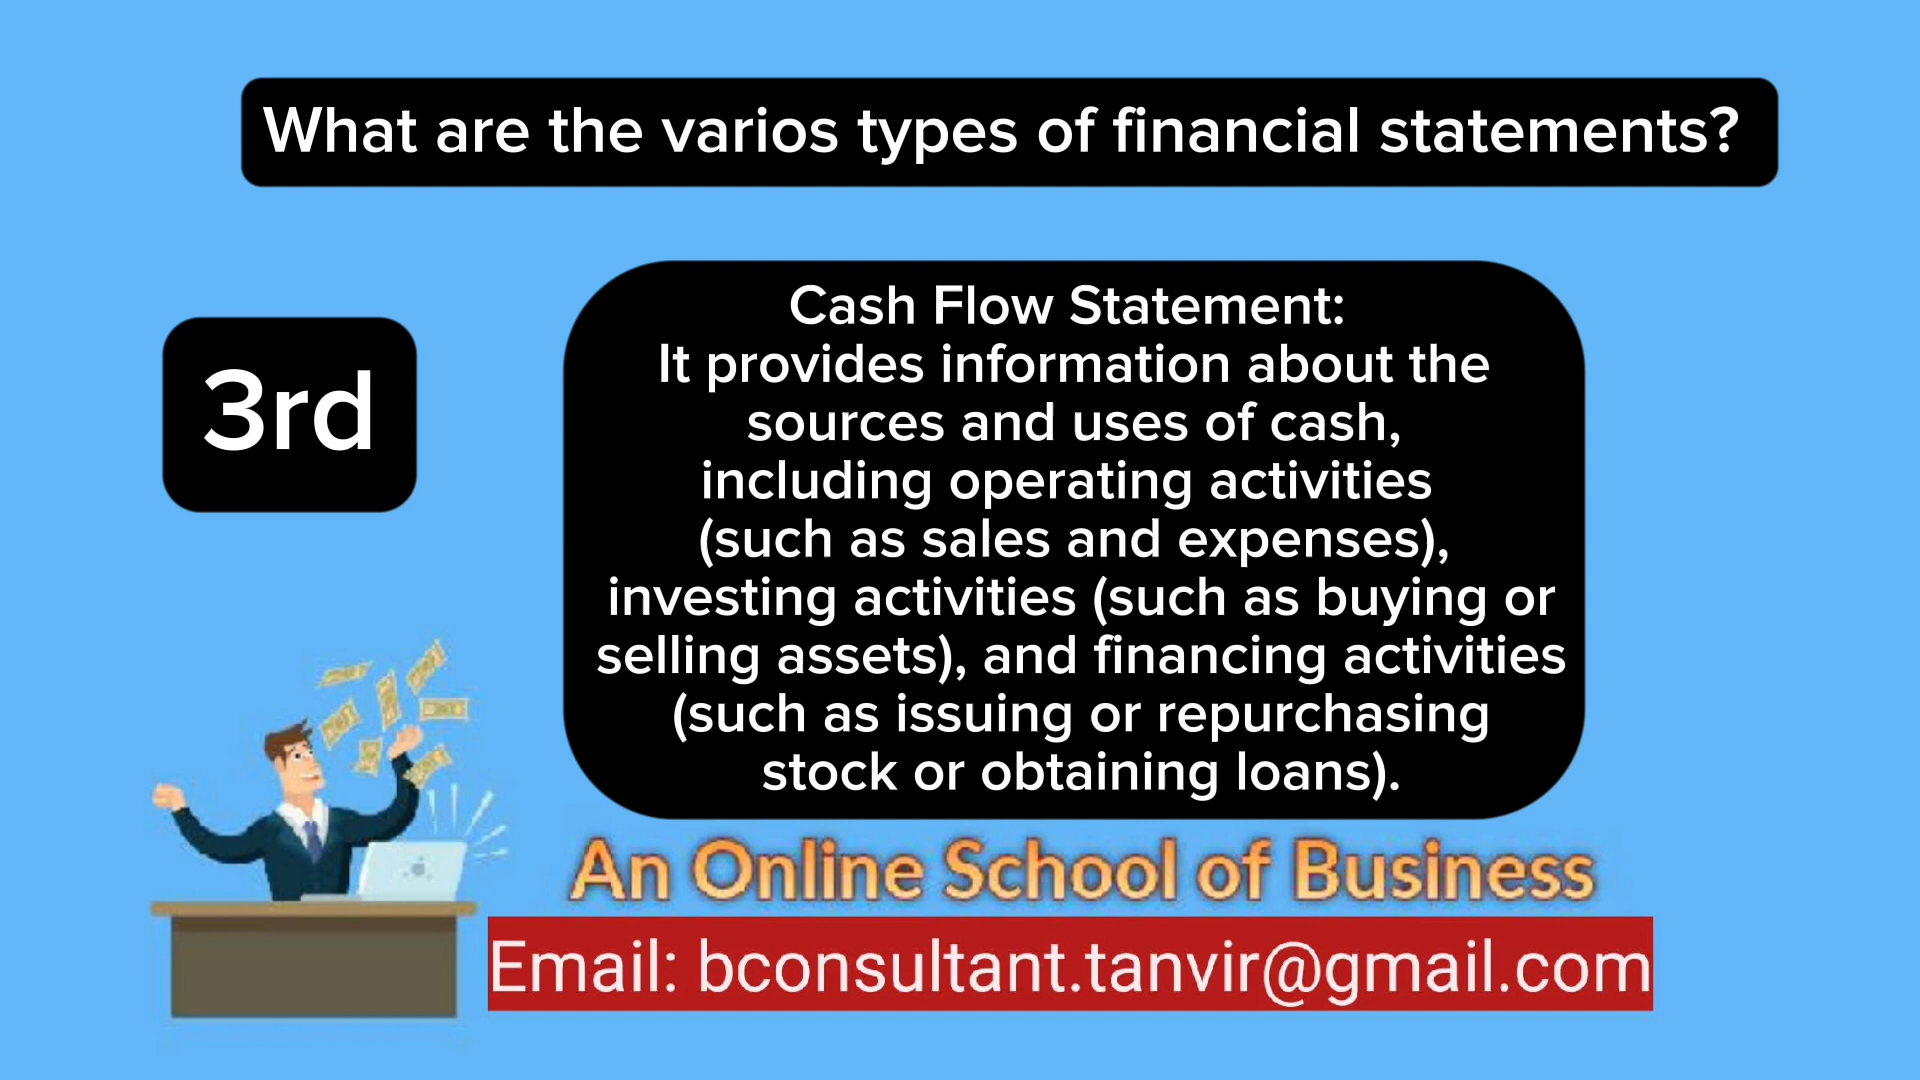 What are the varios types of financial statements?
3rd
Cash Flow Statement:
It provides information about the
sources and uses of cash,
including operating activities
(such as sales and expenses),
investing activities (such as buying or
selling assets), and financing activities
(such as issuing or repurchasing
stock or obtaining loans).
An Online School of Business
Email: bconsultant.tanvir@gmail.com